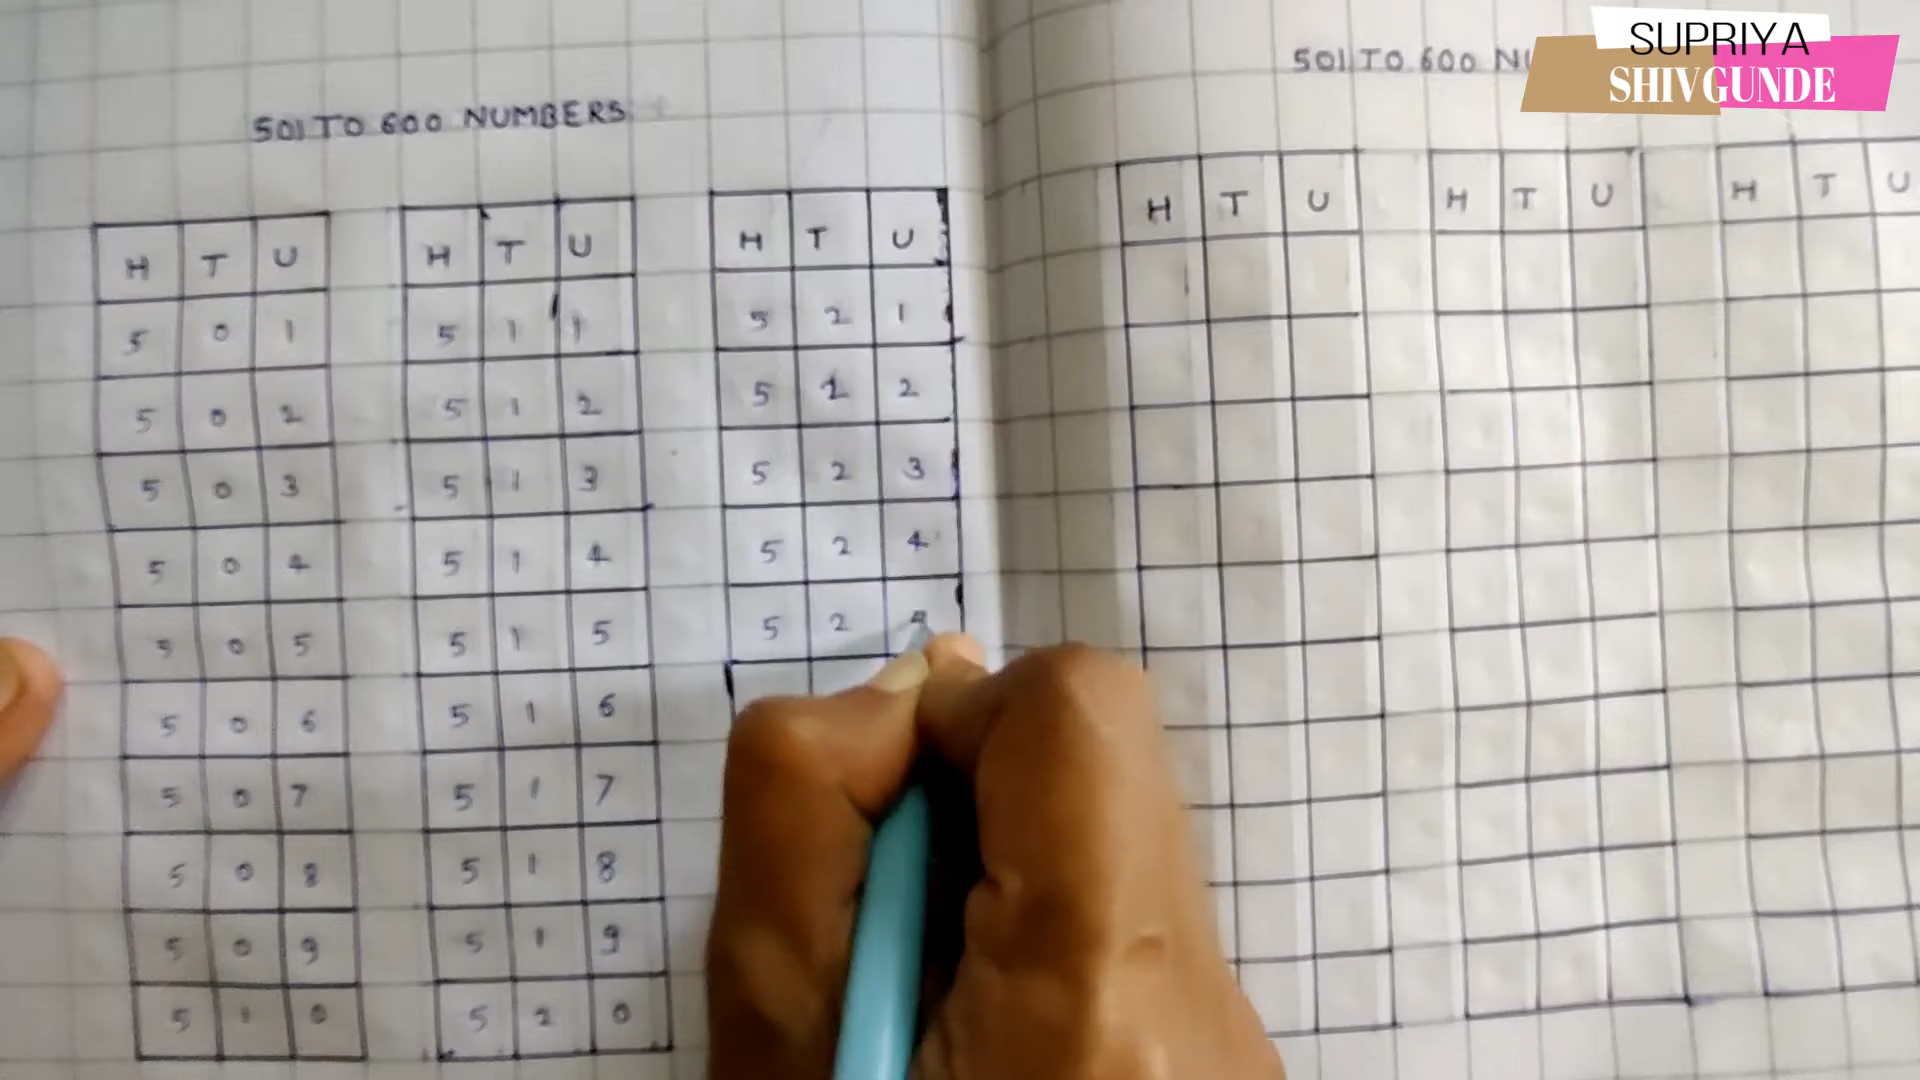 501 TO 600 NUMBERS
H T U
5 0 1
5 0 2
5 0 3
5 0 4
5 0 5
5 0 6
5 0 7
5 0 8
5 0 9
5 1 0
H T U
5 1 1
5 1 2
5 1 3
5 1 4
5 1 5
5 1 6
5 1 7
5 1 8
5 1 9
5 2 0
H T U
5 2 1
5 2 2
5 2 3
5 2 4
5 2
501 TO 600
H T U
H T U
H T U
SUPRIYA
SHIVGUNDE